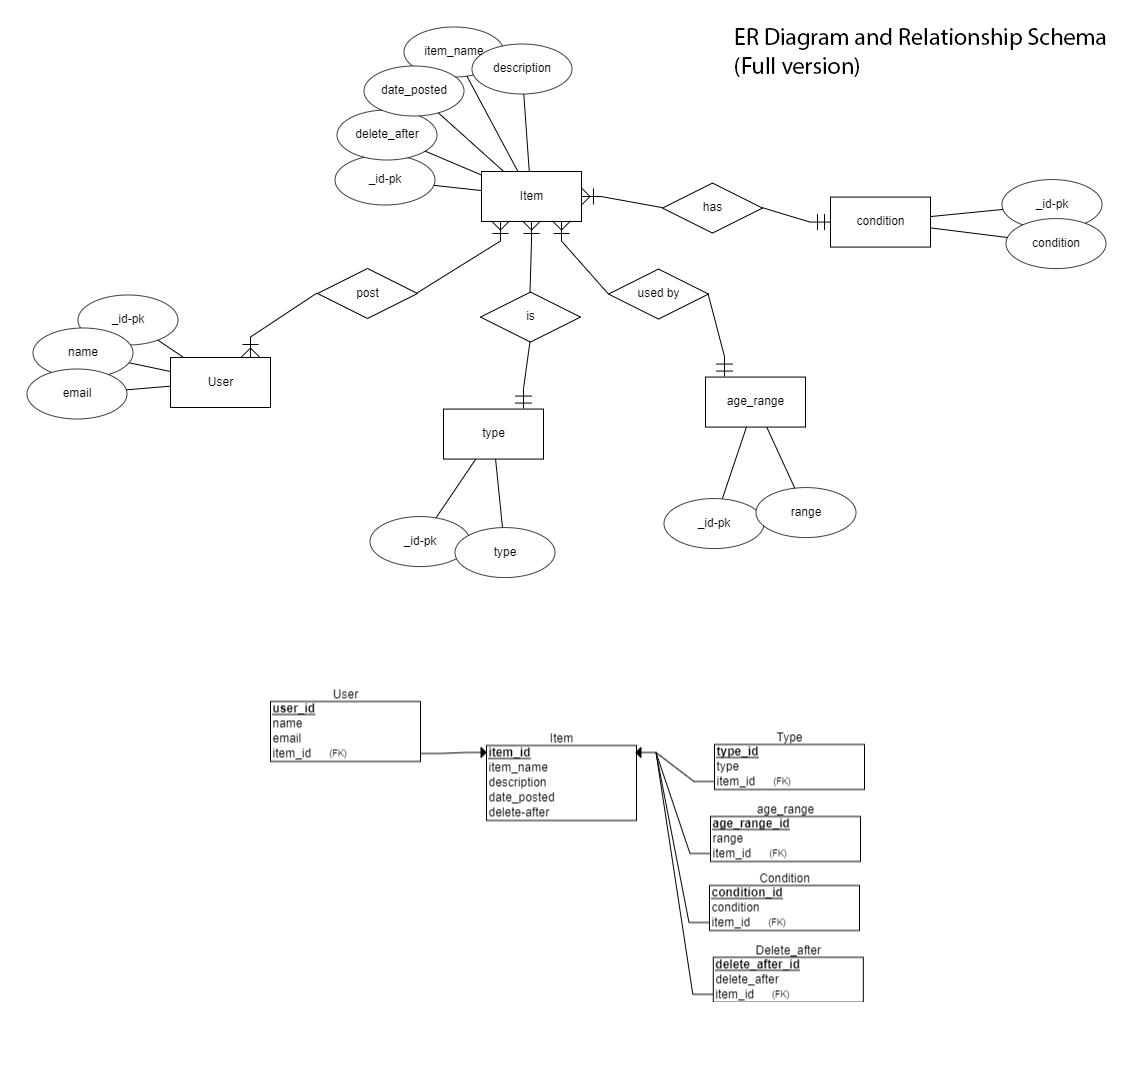 ER Diagram and Relationship Schema
(Full version)
item_name
description
date_posted
delete_after
_id-pk
Item
has
condition
_id-pk
condition
post
is
used by
_id-pk
name
email
User
type
_id-pk
type
age_range
_id-pk
range
User
user_id
name
email
item_id (FK)
Item
item_id
item_name
description
date_posted
delete-after
Type
type_id
type
item_id (FK)
age_range
age_range_id
range
item_id (FK)
Condition
condition_id
condition
item_id (FK)
Delete_after
delete_after_id
delete_after
item_id (FK)